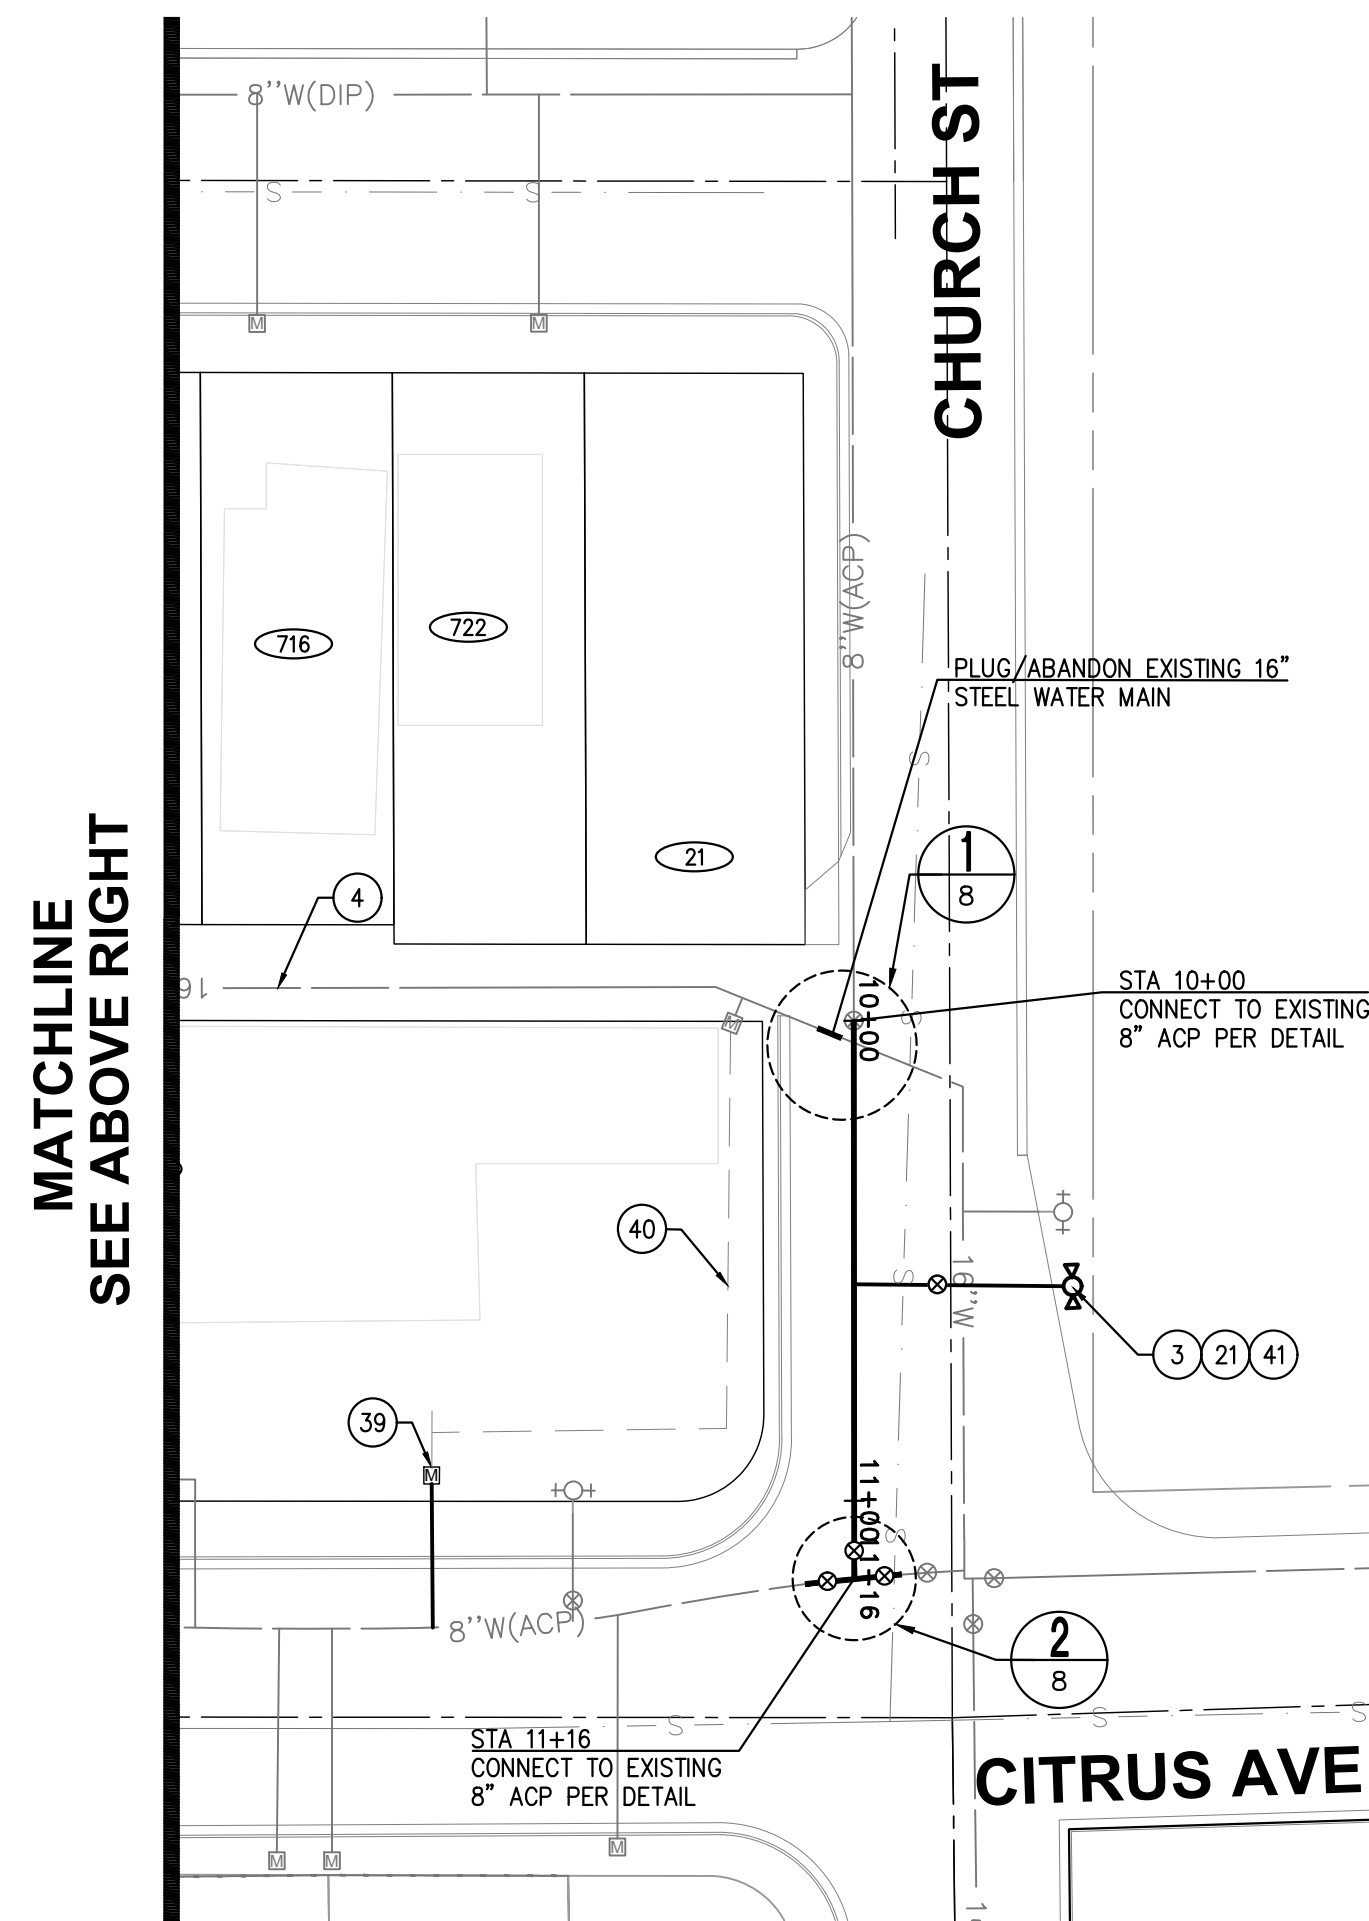 8''W(DIP)
S
S
CHURCH ST
M
M
8''W(ACP)
716
722
21
PLUG/ABANDON EXISTING 16"
STEEL WATER MAIN
S
1
8
4
16
10+00
STA 10+00
CONNECT TO EXISTING
8" ACP PER DETAIL
S
M
MATCHLINE
SEE ABOVE RIGHT
40
S
16''W
3
21
41
39
M
11+00
S
11+16
8''W(ACP)
2
8
S
S
S
STA 11+16
CONNECT TO EXISTING
8" ACP PER DETAIL
CITRUS AVE
M
M
M